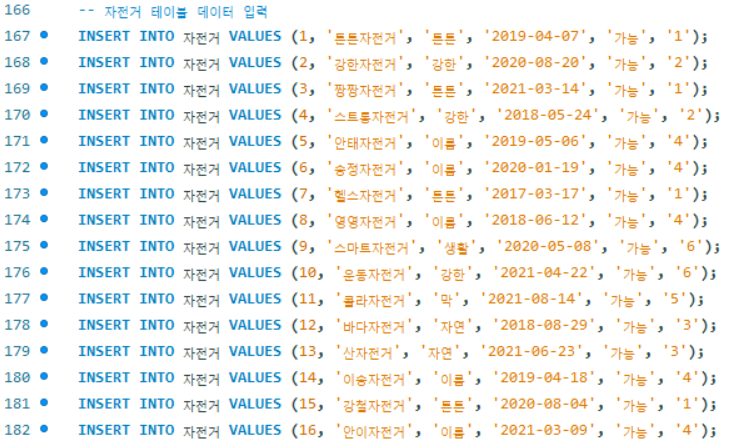 166 -- 자전거 테이블 데이터 입력
167 INSERT INTO 자전거 VALUES (1, '튼튼자전거', '튼튼', '2019-04-07', '가능', '1');
168 INSERT INTO 자전거 VALUES (2, '강한자전거', '강한', '2020-08-20', '가능', '2');
169 INSERT INTO 자전거 VALUES (3, '짱짱자전거', '튼튼', '2021-03-14', '가능', '1');
170 INSERT INTO 자전거 VALUES (4, '스트롱자전거', '강한', '2018-05-24', '가능', '2');
171 INSERT INTO 자전거 VALUES (5, '안태자전거', '이름', '2019-05-06', '가능', '4');
172 INSERT INTO 자전거 VALUES (6, '송정자전거', '이름', '2020-01-19', '가능', '4');
173 INSERT INTO 자전거 VALUES (7, '헬스자전거', '튼튼', '2017-03-17', '가능', '1');
174 INSERT INTO 자전거 VALUES (8, '영영자전거', '이름', '2018-06-12', '가능', '4');
175 INSERT INTO 자전거 VALUES (9, '스마트자전거', '생활', '2020-05-08', '가능', '6');
176 INSERT INTO 자전거 VALUES (10, '운동자전거', '강한', '2021-04-22', '가능', '6');
177 INSERT INTO 자전거 VALUES (11, '콜라자전거', '막', '2021-08-14', '가능', '5');
178 INSERT INTO 자전거 VALUES (12, '바다자전거', '자연', '2018-08-29', '가능', '3');
179 INSERT INTO 자전거 VALUES (13, '산자전거', '자연', '2021-06-23', '가능', '3');
180 INSERT INTO 자전거 VALUES (14, '이송자전거', '이름', '2019-04-18', '가능', '4');
181 INSERT INTO 자전거 VALUES (15, '강철자전거', '튼튼', '2020-08-04', '가능', '1');
182 INSERT INTO 자전거 VALUES (16, '안이자전거', '이름', '2021-03-09', '가능', '4');